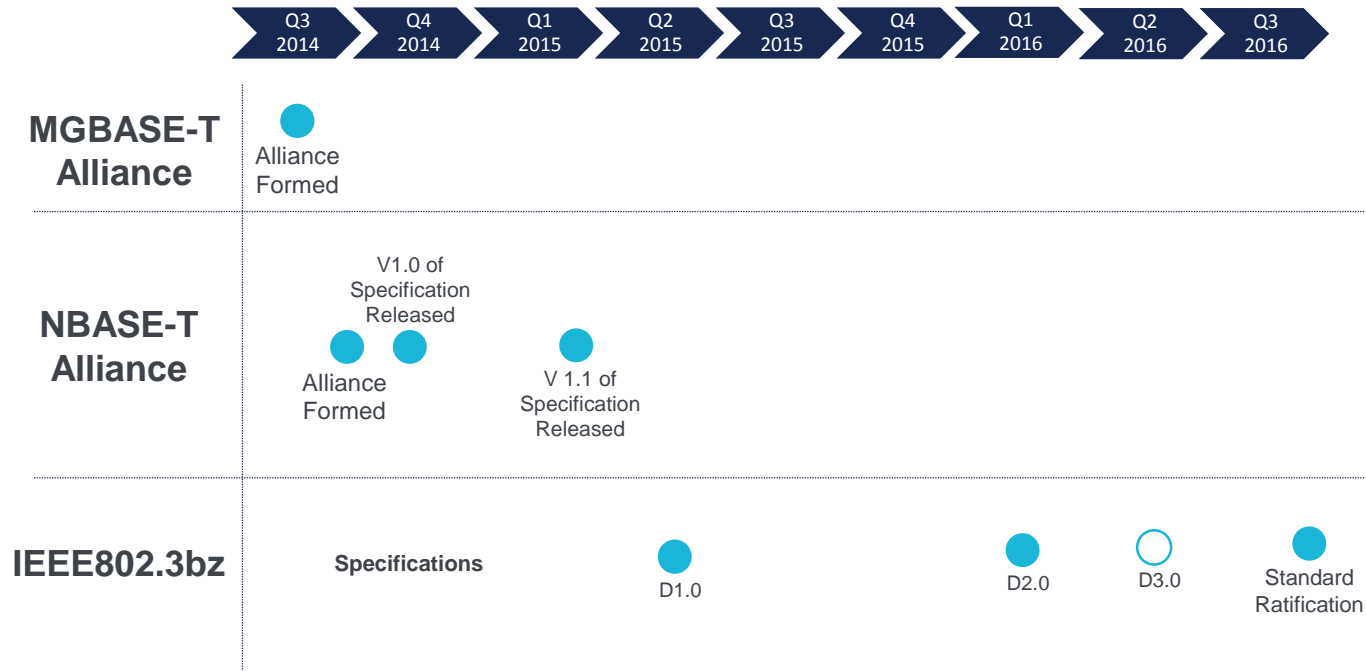 Q3
2014
Q4
2014
Q1
2015
Q2
2015
Q3
2015
Q4
2015
Q1
2016
Q2
2016
Q3
2016
MGBASE-T
Alliance
Alliance
Formed
NBASE-T
Alliance
V1.0 of
Specification
Released
Alliance
Formed
V 1.1 of
Specification
Released
IEEE802.3bz
Specifications
D1.0
D2.0
D3.0
Standard
Ratification